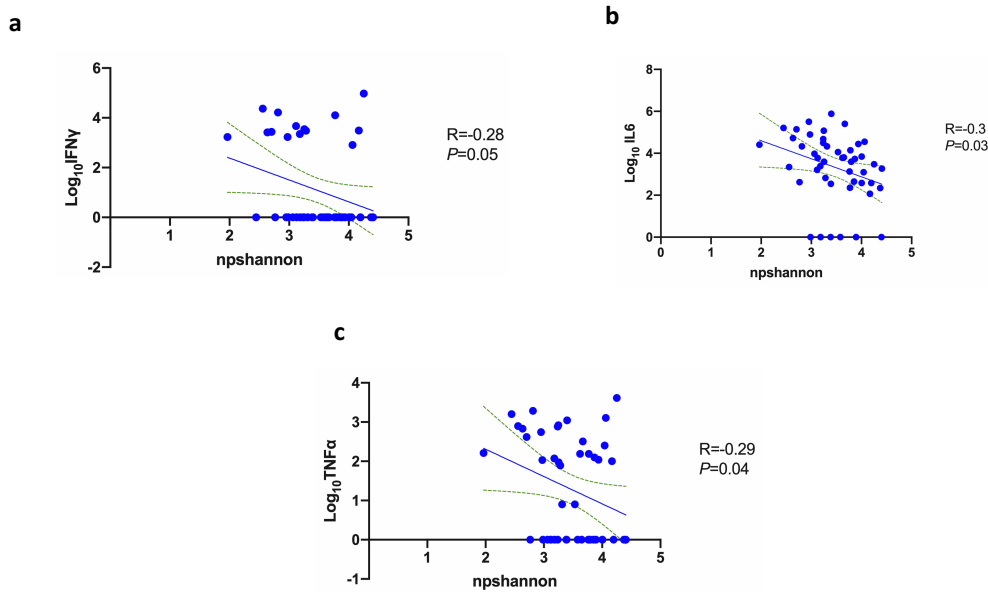 a
6
4
2
0
-2
Log10IFNγ
1 2 3 4 5
npshannon
R=-0.28
P=0.05
b
8
6
4
2
0
Log10 IL6
0 1 2 3 4 5
npshannon
R=-0.3
P=0.03
c
4
3
2
1
0
-1
Log10TNFα
1 2 3 4 5
npshannon
R=-0.29
P=0.04